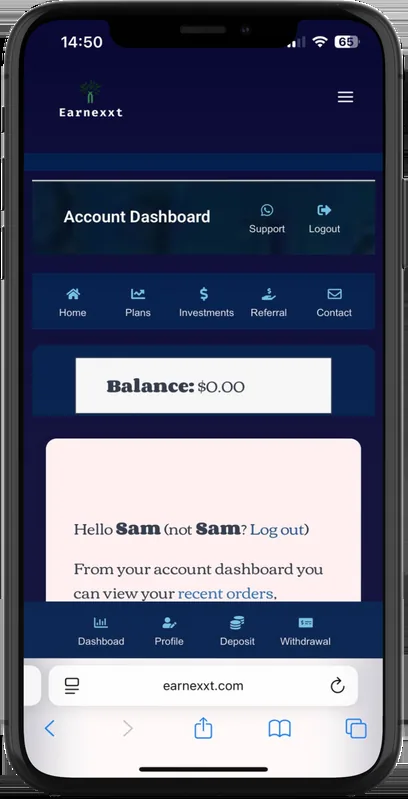 14:50
65
Earnexxt
Account Dashboard
Support
Logout
Home
Plans
Investments
Referral
Contact
Balance: $0.00
Hello Sam (not Sam? Log out)
From your account dashboard you
can view your recent orders,
Dashboad
Profile
Deposit
Withdrawal
earnexxt.com